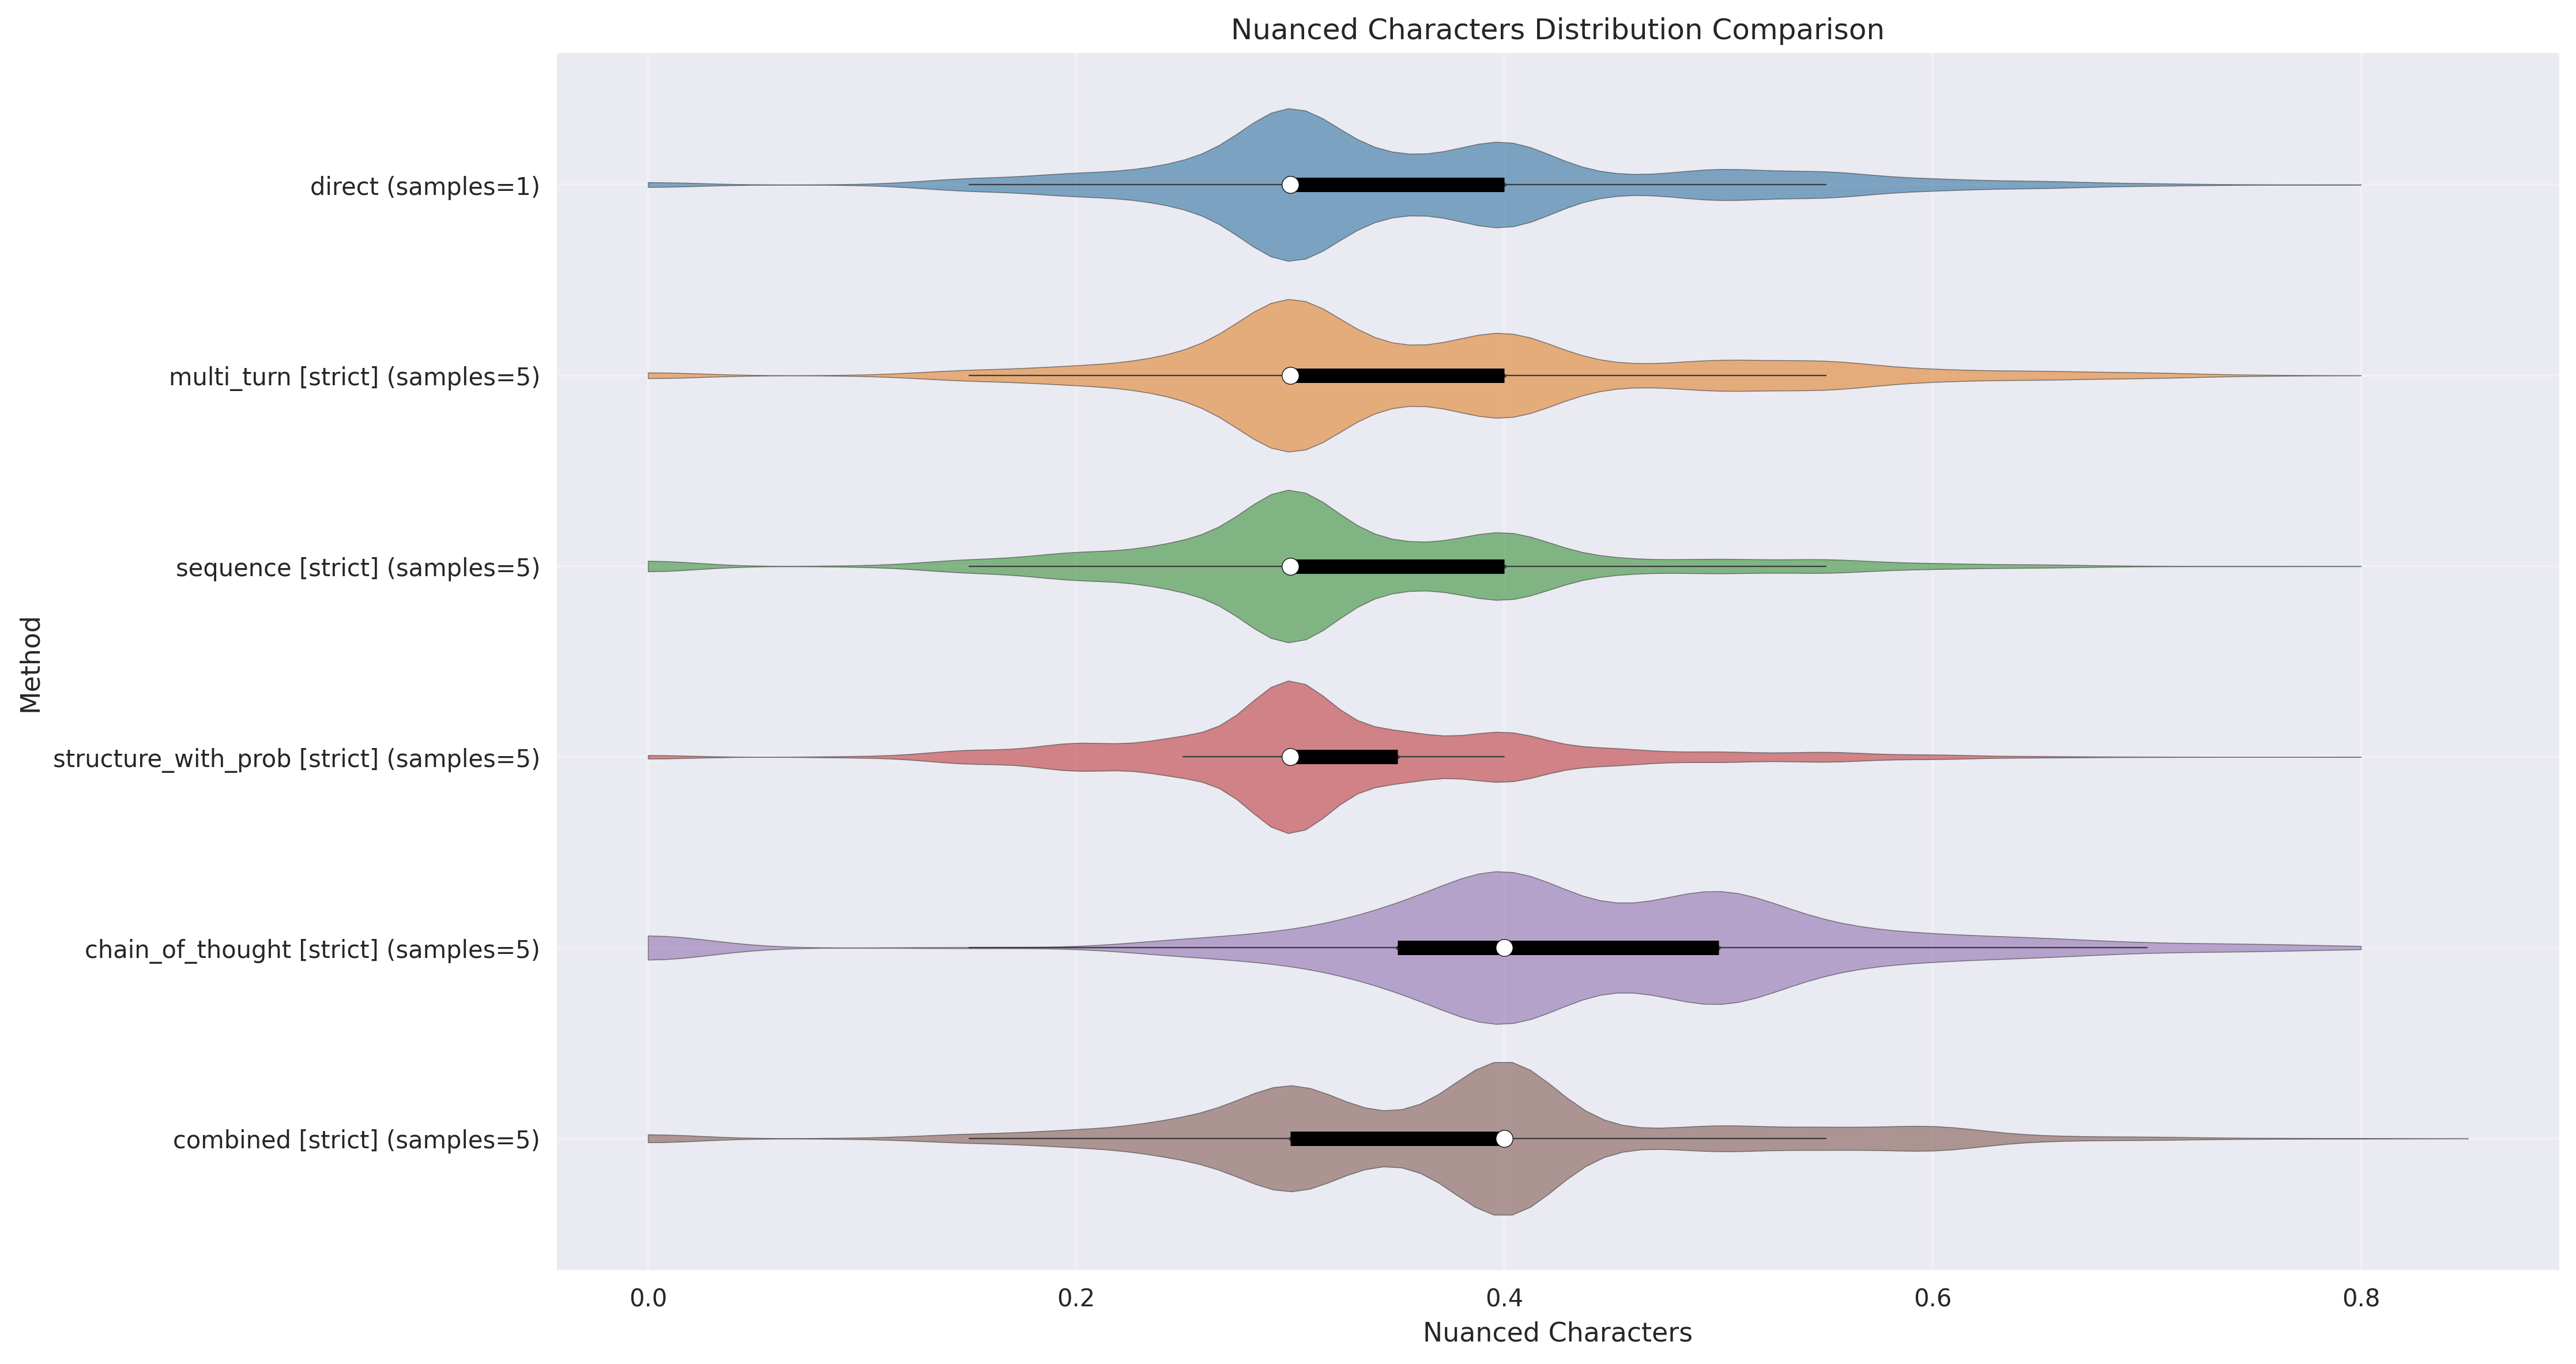 Nuanced Characters Distribution Comparison
Method
direct (samples=1)
multi_turn [strict] (samples=5)
sequence [strict] (samples=5)
structure_with_prob [strict] (samples=5)
chain_of_thought [strict] (samples=5)
combined [strict] (samples=5)
0.0 0.2 0.4 0.6 0.8
Nuanced Characters